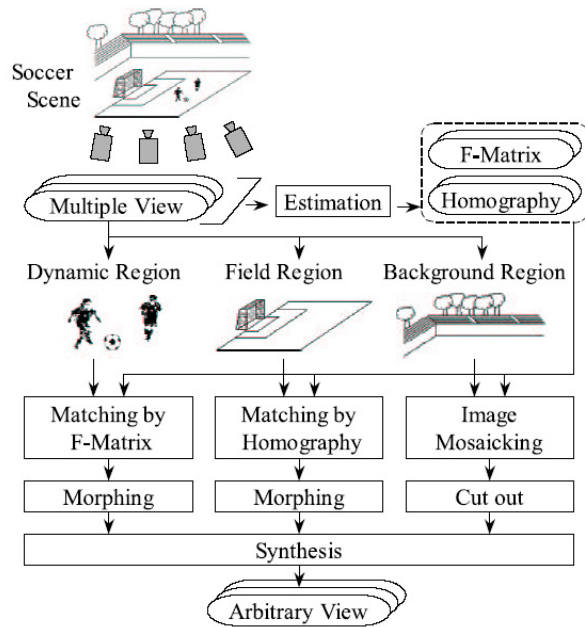 Soccer
Scene
F-Matrix
Multiple View
Estimation
Homography
Dynamic Region
Field Region
Background Region
Matching by
F-Matrix
Matching by
Homography
Image
Mosaicking
Morphing
Morphing
Cut out
Synthesis
Arbitrary View